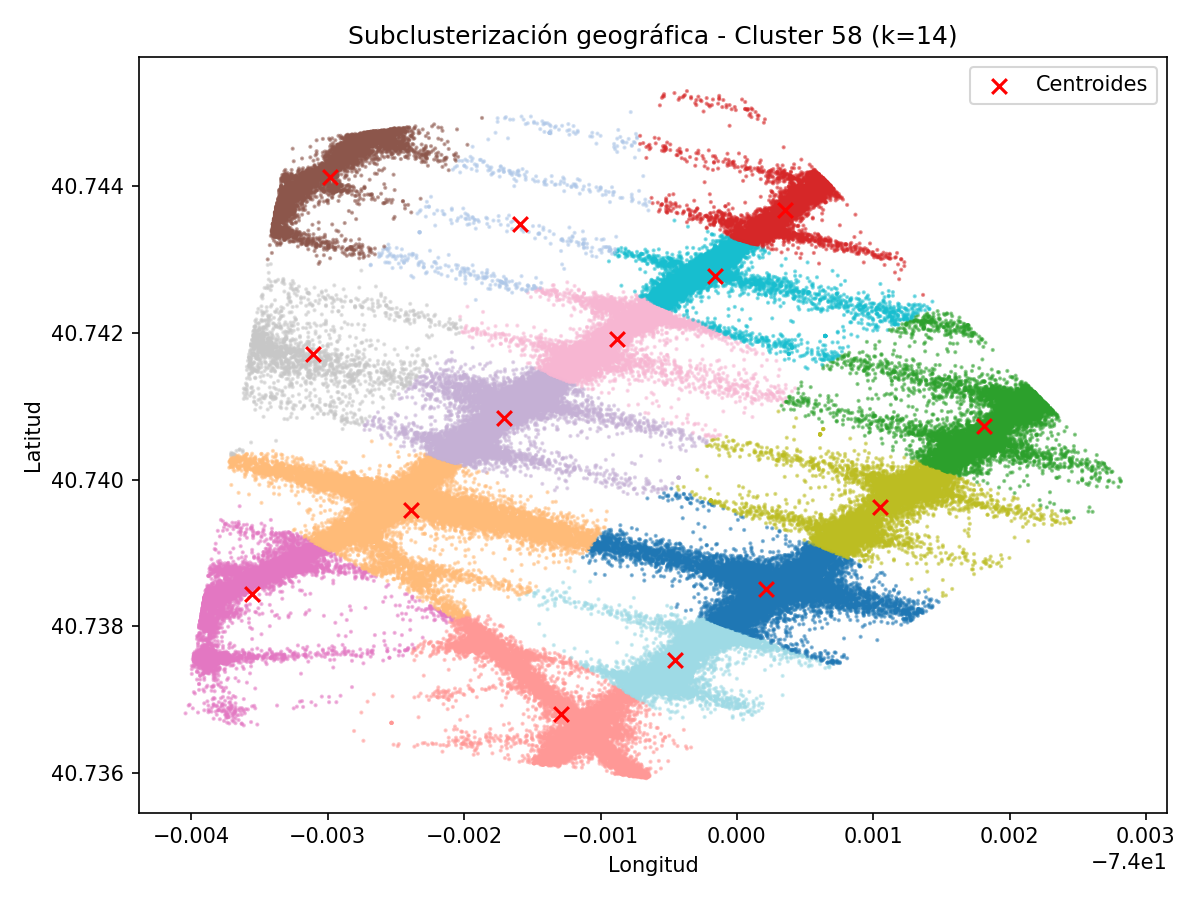 Subclusterización geográfica - Cluster 58 (k=14)
Centroides
Latitud
40.744
40.742
40.740
40.738
40.736
−0.004 −0.003 −0.002 −0.001 0.000 0.001 0.002 0.003
−7.4e1
Longitud